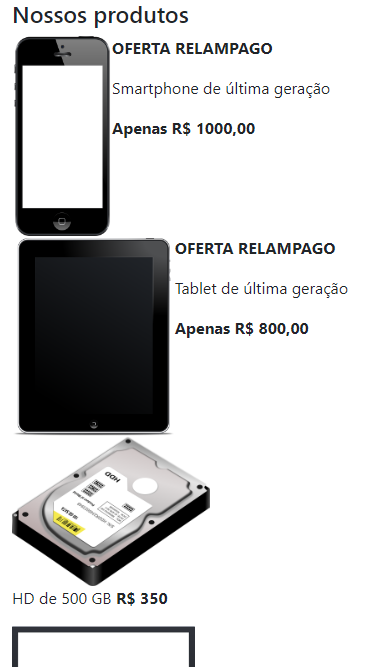 Nossos produtos
OFERTA RELAMPAGO
Smartphone de última geração
Apenas R$ 1000,00
OFERTA RELAMPAGO
Tablet de última geração
Apenas R$ 800,00
HDD
HD de 500 GB R$ 350